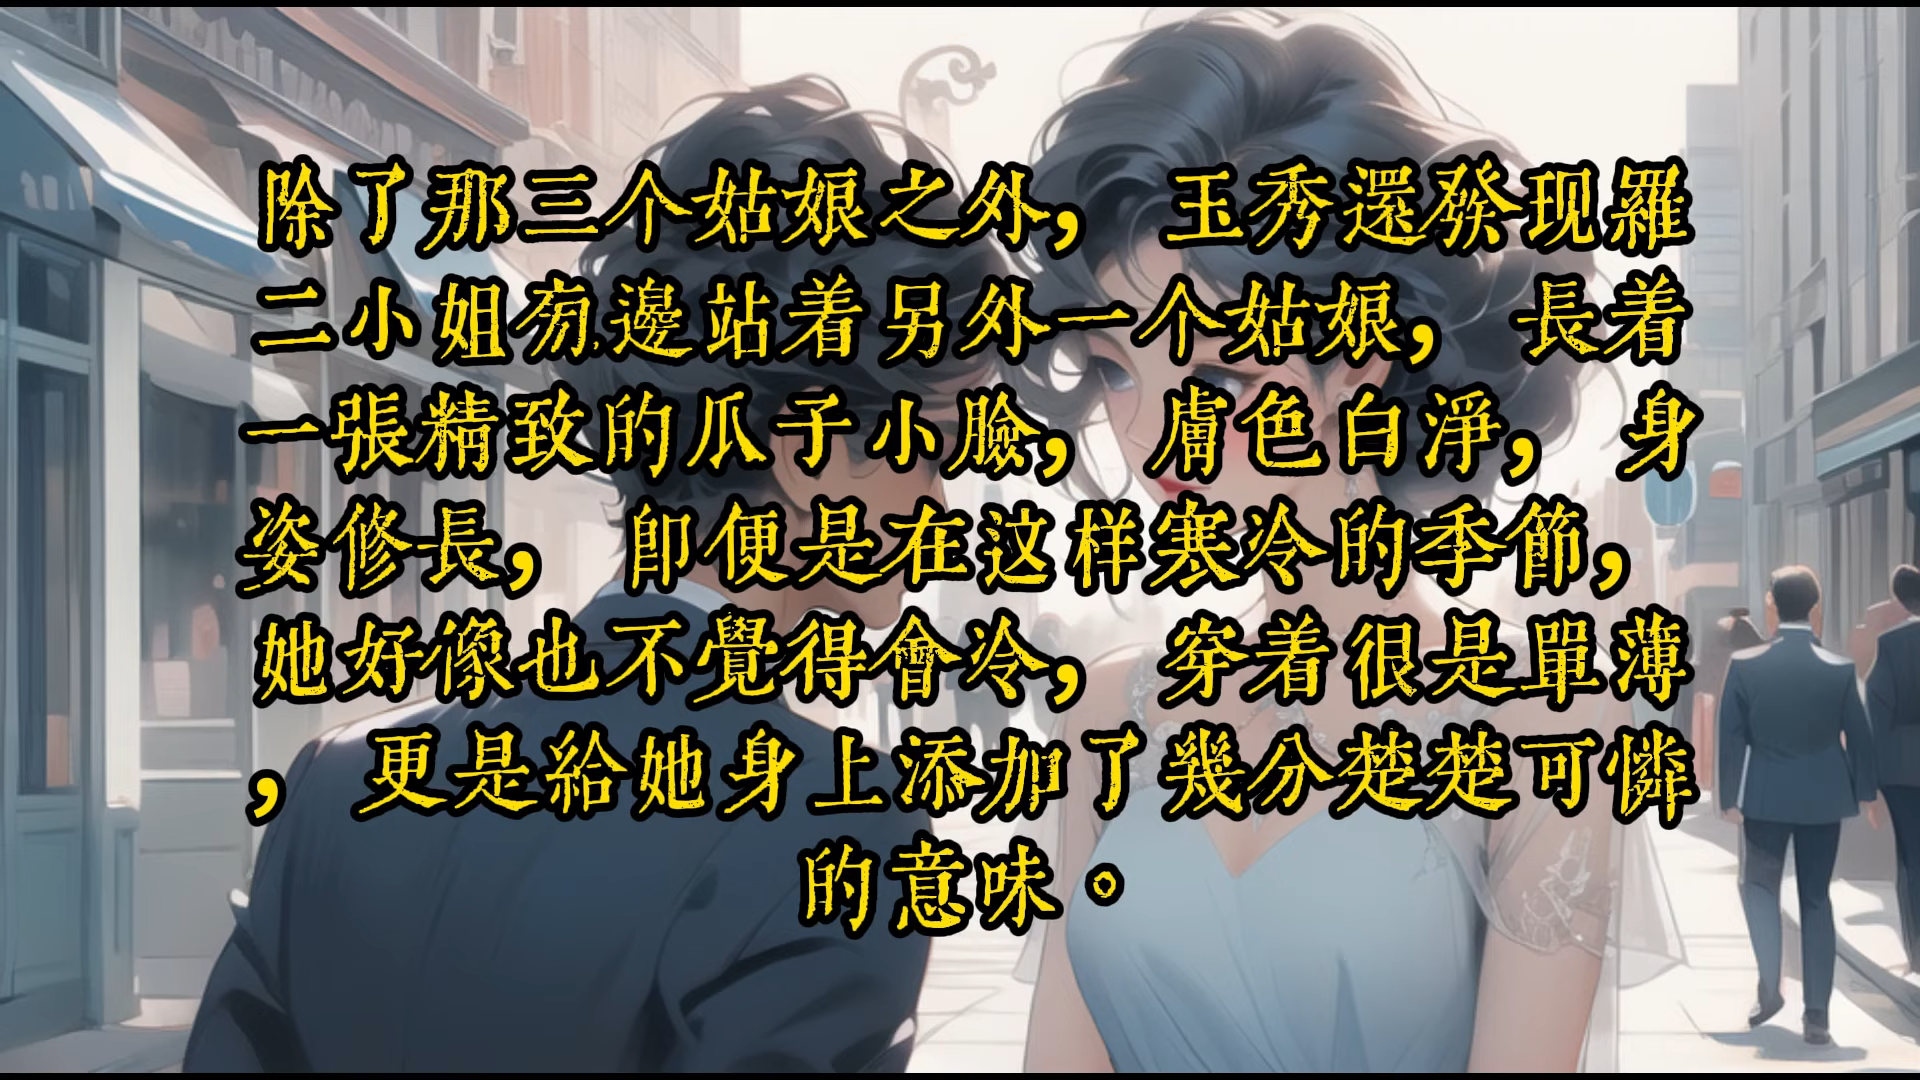 除了那三个姑娘之外， 玉秀還發现羅
二小姐旁邊站着另外一个姑娘， 長着
一張精致的瓜子小臉， 膚色白淨， 身
姿修長， 即便是在这样寒冷的季節，
她好像也不覺得會冷， 穿着很是單薄
， 更是給她身上添加了幾分楚楚可憐
的意味。